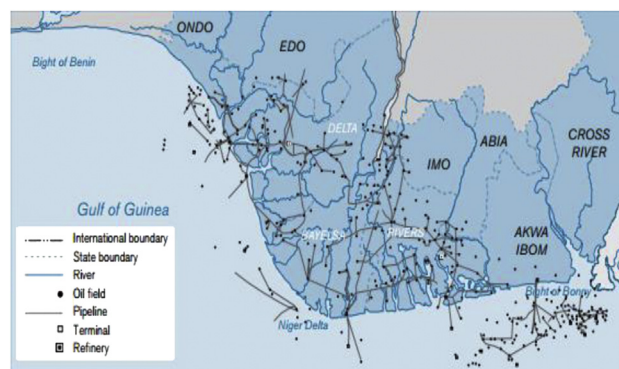 ONDO
EDO
Bight of Benin
DELTA
ABIA
CROSS
RIVER
IMO
Gulf of Guinea
BAYELSA
RIVERS
AKWA
IBOM
International boundary
State boundary
River
Oil field
Pipeline
Terminal
Refinery
Bight of Bonny
Niger Delta